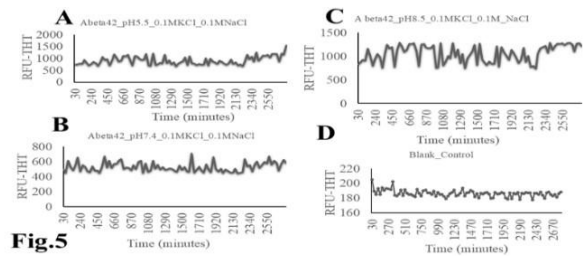 A
Abeta42_pH5.5_0.1MKCl_0.1MNaCl
RFU-THT
2000
1500
1000
500
0
30 240 450 660 870 1080 1290 1500 1710 1920 2130 2340 2550
Time (minutes)
B
Abeta42_pH7.4_0.1MKCl_0.1MNaCl
RFU-THT
800
600
400
200
0
30 240 450 660 870 1080 1290 1500 1710 1920 2130 2340 2550
Time (minutes)
Fig.5
C
A beta42_pH8.5_0.1MKCl_0.1M_NaCl
RFU-THT
1500
1000
500
0
30 240 450 660 870 1080 1290 1500 1710 1920 2130 2340 2550
Time (minutes)
D
Blank_Control
RFU-THT
220
200
180
160
30 270 510 750 990 1230 1470 1710 1950 2190 2430 2670
Time (minutes)